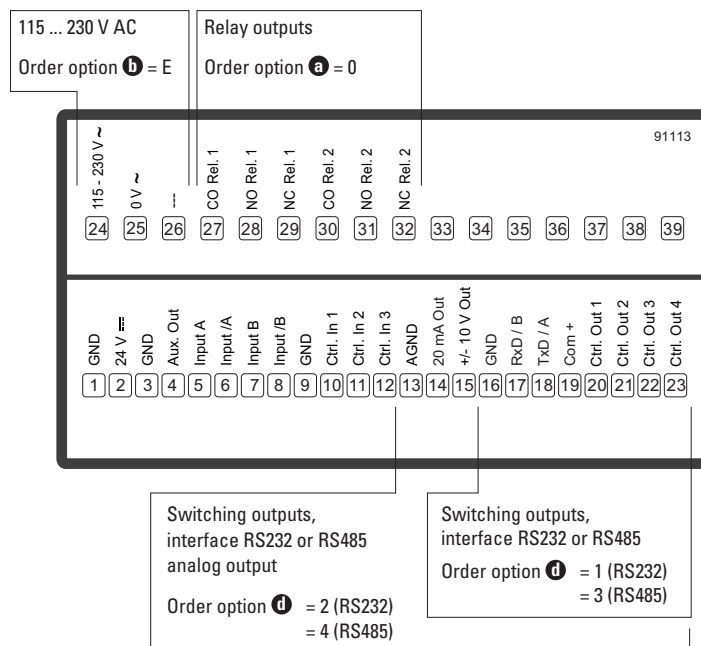 115 ... 230 V AC
Order option b = E
Relay outputs
Order option a = 0
91113
115 - 230 V ~
0 V ~
---
CO Rel. 1
NO Rel. 1
NC Rel. 1
CO Rel. 2
NO Rel. 2
NC Rel. 2
24 25 26 27 28 29 30 31 32 33 34 35 36 37 38 39
GND
24 V
GND
Aux. Out
Input A
Input /A
Input B
Input /B
GND
Ctrl. In 1
Ctrl. In 2
Ctrl. In 3
AGND
20 mA Out
+/- 10 V Out
GND
RxD / B
TxD / A
Com +
Ctrl. Out 1
Ctrl. Out 2
Ctrl. Out 3
Ctrl. Out 4
1 2 3 4 5 6 7 8 9 10 11 12 13 14 15 16 17 18 19 20 21 22 23
Switching outputs,
interface RS232 or RS485
analog output
Order option d = 2 (RS232)
= 4 (RS485)
Switching outputs,
interface RS232 or RS485
Order option d = 1 (RS232)
= 3 (RS485)